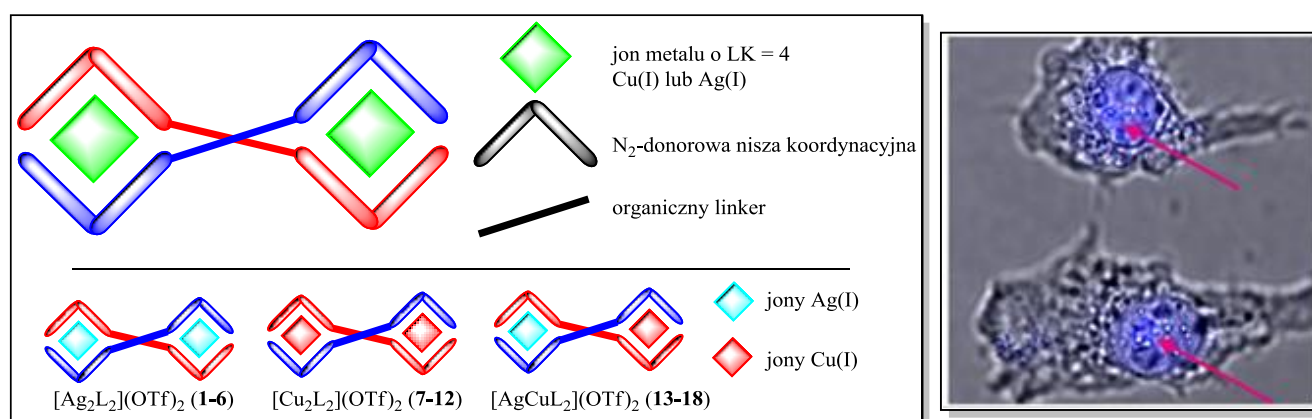 jon metalu o LK = 4
Cu(I) lub Ag(I)
N₂-donorowa nisza koordynacyjna
organiczny linker
jony Ag(I)
jony Cu(I)
[Ag₂L₂](OTf)₂ (1-6)
[Cu₂L₂](OTf)₂ (7-12)
[AgCuL₂](OTf)₂ (13-18)